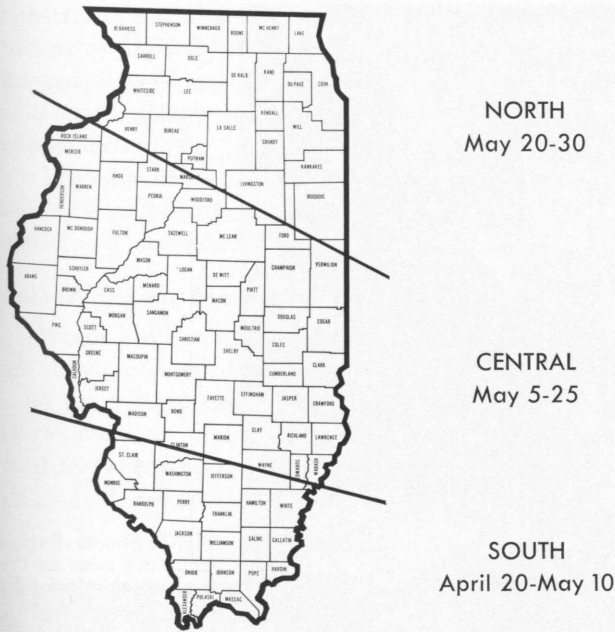 JO DAVIESS STEPHENSON WINNEBAGO BOONE MC HENRY LAKE
CARROLL OGLE
DE KALB KANE
DU PAGE COOK
WHITESIDE LEE
KENDALL
WILL
LA SALLE
GRUNDY
HENRY BUREAU
ROCK ISLAND
MERCER
PUTNAM
KANKAKEE
STARK
KNOX
LIVINGSTON
WARREN
HENDERSON
PEORIA
WOODFORD
IROQUOIS
HANCOCK MC DONOUGH FULTON TAZEWELL MC LEAN FORD
MASON
LOGAN
DE WITT
CHAMPAIGN
VERMILION
SCHUYLER
ADAMS
BROWN CASS MENARD
PIATT
MACON
MORGAN SANGAMON
DOUGLAS
EDGAR
PIKE
SCOTT
CHRISTIAN
MOULTRIE
COLES
SHELBY
GREENE
MACOUPIN
CLARK
CUMBERLAND
CALHOUN
MONTGOMERY
JERSEY
FAYETTE EFFINGHAM JASPER
CRAWFORD
MADISON
BOND
CLAY
RICHLAND LAWRENCE
MARION
CLINTON
ST. CLAIR
WAYNE
EDWARDS WABASH
WASHINGTON
JEFFERSON
MONROE
RANDOLPH PERRY
HAMILTON WHITE
FRANKLIN
JACKSON
WILLIAMSON
SALINE GALLATIN
UNION JOHNSON POPE HARDIN
ALEXANDER PULASKI MASSAC
NORTH
May 20-30
CENTRAL
May 5-25
SOUTH
April 20-May 10